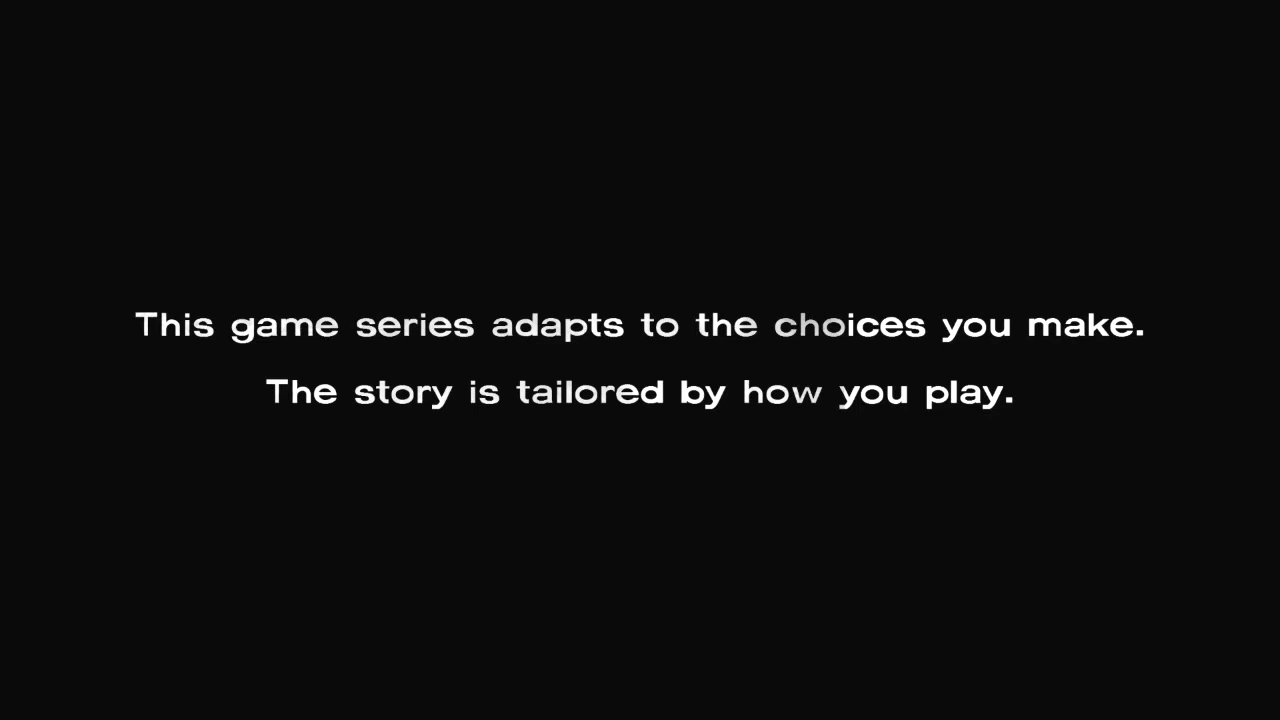 This game series adapts to the choices you make.
The story is tailored by how you play.